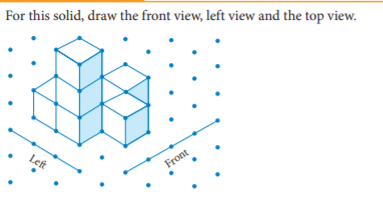 For this solid, draw the front view, left view and the top view.
Left
Front